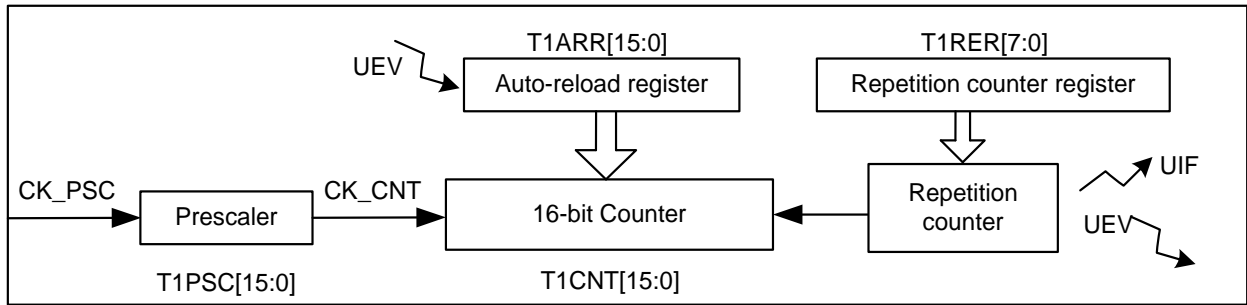 T1ARR[15:0]
T1RER[7:0]
UEV
Auto-reload register
Repetition counter register
CK_PSC
CK_CNT
Prescaler
16-bit Counter
Repetition
counter
UIF
UEV
T1PSC[15:0]
T1CNT[15:0]